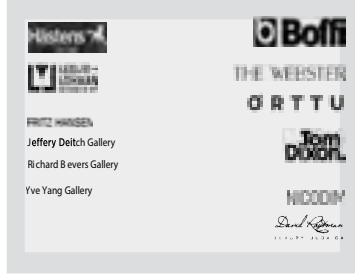 Hästens
FRITZ HANSEN
Jeffery Deitch Gallery
Richard Bevers Gallery
Yve Yang Gallery
Boffi
THE WEBSTER
ORTTU
Tom
Dixon.
NICODIM
David